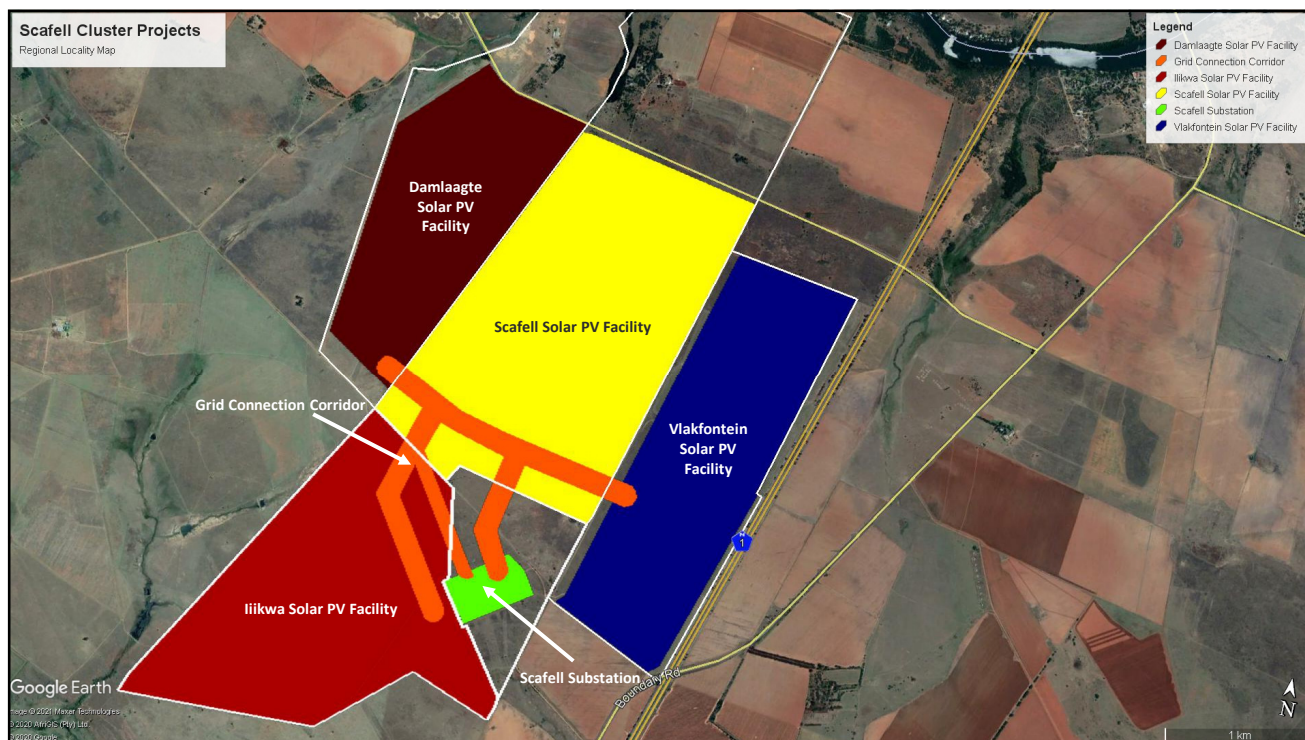 Scafell Cluster Projects
Regional Locality Map
Legend
Damlaagte Solar PV Facility
Grid Connection Corridor
Iliikwa Solar PV Facility
Scafell Solar PV Facility
Scafell Substation
Vlakfontein Solar PV Facility
Damlaagte
Solar PV
Facility
Scafell Solar PV Facility
Grid Connection Corridor
Vlakfontein
Solar PV
Facility
N
1
Iiikwa Solar PV Facility
Scafell Substation
Boundary Rd
Google Earth
Image © 2021 Maxar Technologies
© 2020 AfriGIS (Pty) Ltd.
© 2020 Google
N
1 km